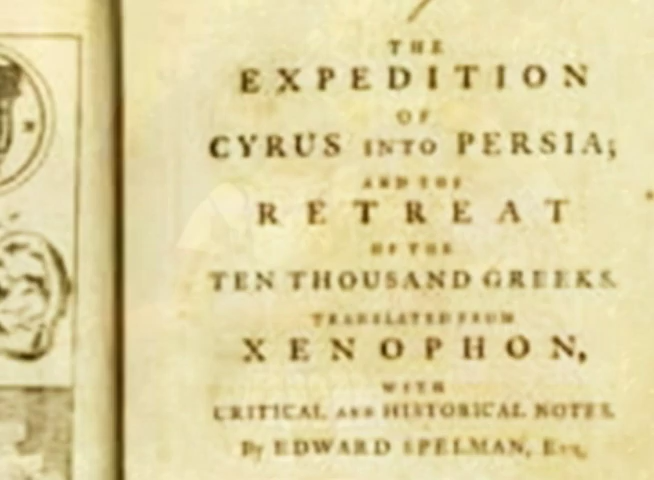 THE
EXPEDITION
OF
CYRUS INTO PERSIA;
AND THE
RETREAT
OF THE
TEN THOUSAND GREEKS.
TRANSLATED FROM
XENOPHON,
WITH
CRITICAL AND HISTORICAL NOTES,
By EDWARD SPELMAN, Esq.